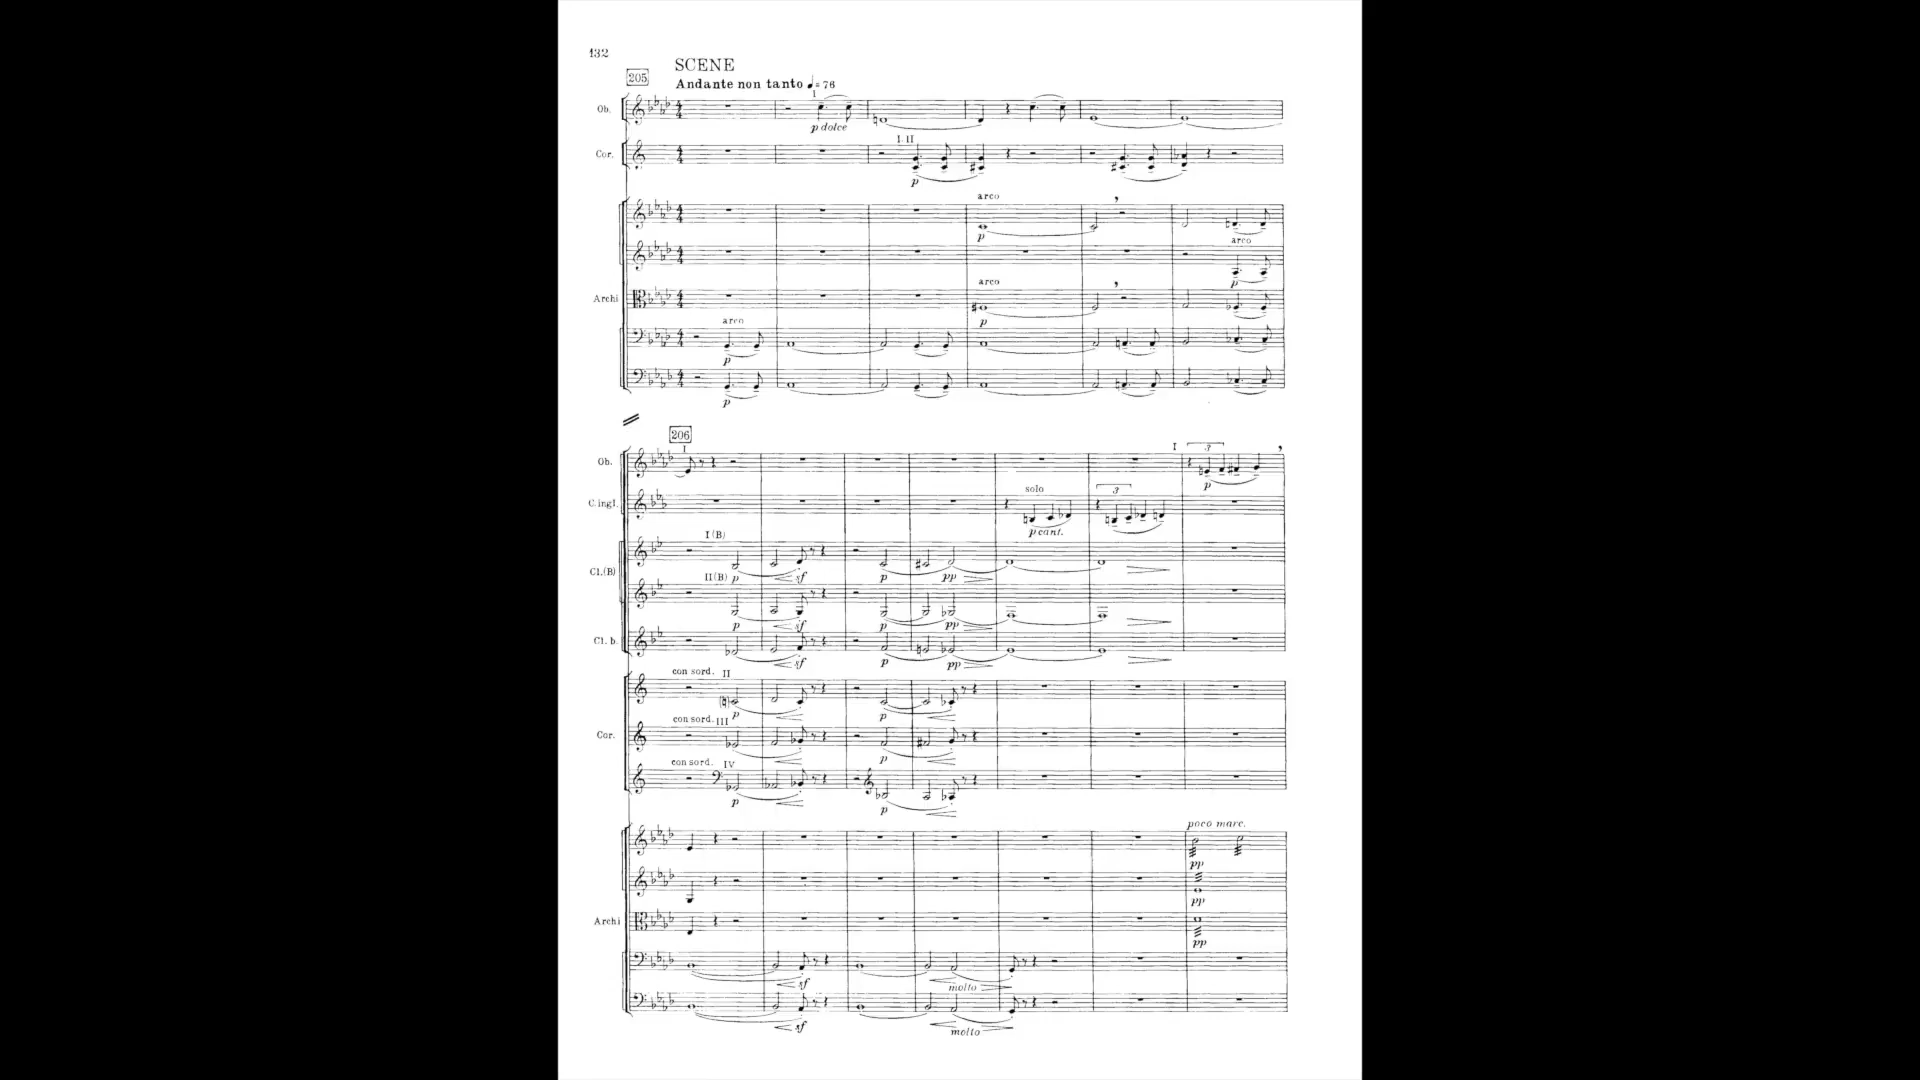 132
SCENE
205
Andante non tanto ♩= 76
I
Ob.
p dolce
I. II
Cor.
p
arco
p
arco
Archi
p
arco
p
arco
p
p
206
I
I
3
Ob.
p
solo
3
C. ingl.
p cant.
I (B)
Cl.(B)
II (B) p
sf
p
pp
p
sf
p
pp
Cl. b.
sf
p
pp
con sord. II
p
p
con sord. III
Cor.
p
con sord. IV
p
p
poco marc.
pp
pp
Archi
pp
sf
molto
sf
molto